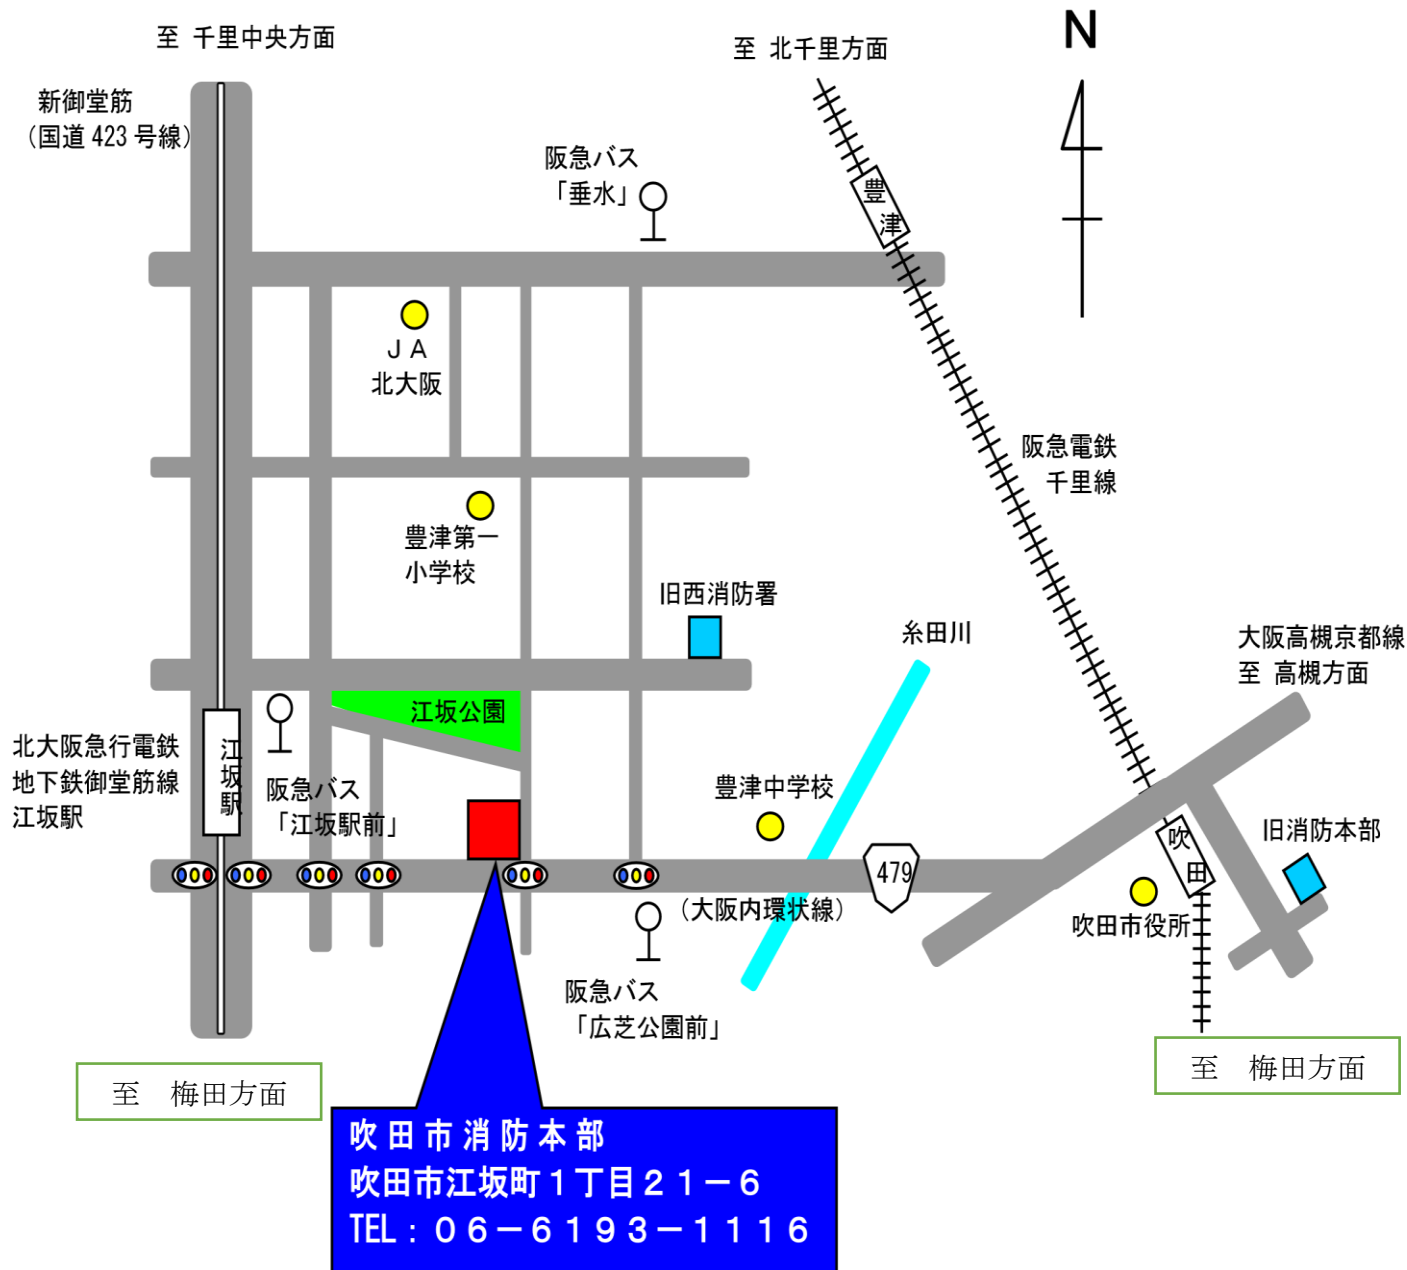 至 千里中央方面
至 北千里方面
N
新御堂筋
(国道 423 号線)
阪急バス
「垂水」
豊津
JA
北大阪
阪急電鉄
千里線
豊津第一
小学校
旧西消防署
糸田川
大阪高槻京都線
至 高槻方面
江坂公園
北大阪急行電鉄
地下鉄御堂筋線
江坂駅
江坂駅
阪急バス
「江坂駅前」
豊津中学校
吹田
旧消防本部
479
(大阪内環状線)
吹田市役所
阪急バス
「広芝公園前」
至 梅田方面
至 梅田方面
吹田市消防本部
吹田市江坂町1丁目21-6
TEL：06-6193-1116